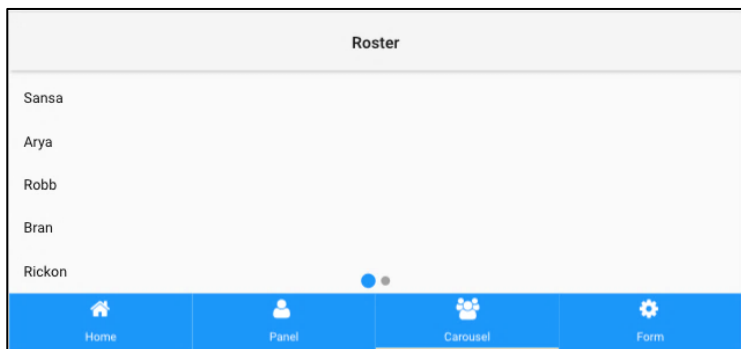 Roster
Sansa
Arya
Robb
Bran
Rickon
Home Panel Carousel Form